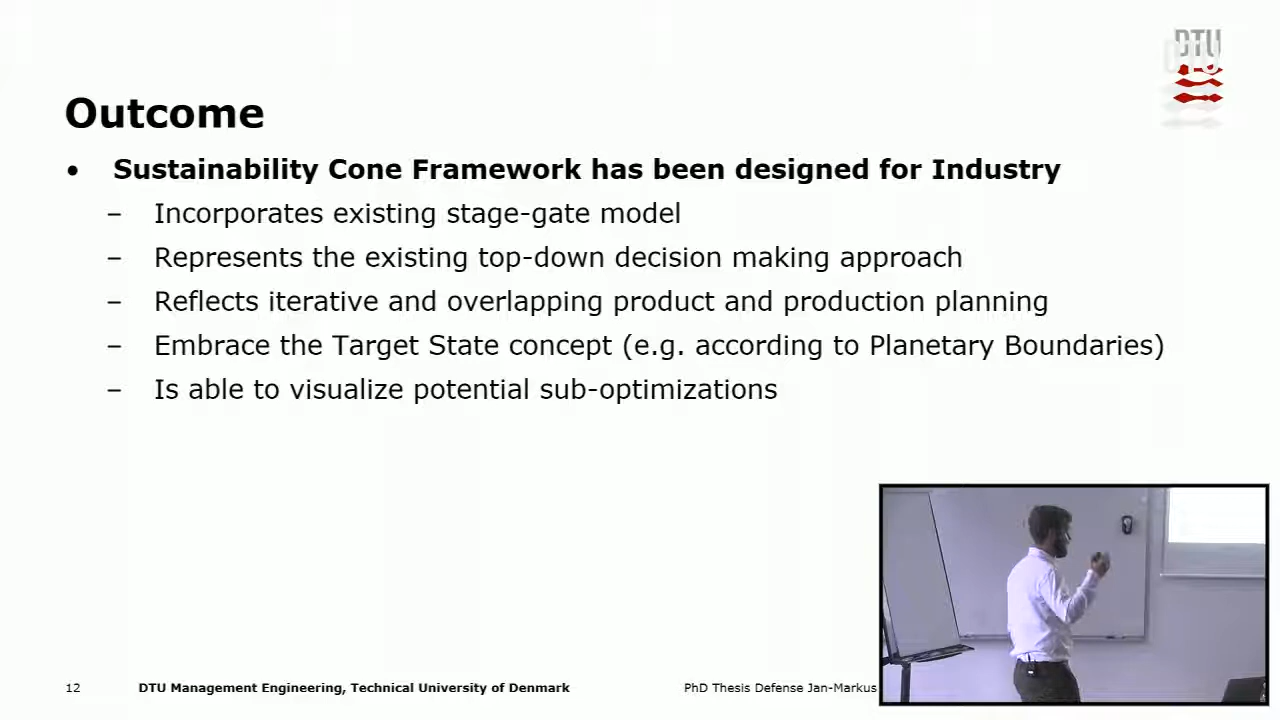 DTU
Outcome
• Sustainability Cone Framework has been designed for Industry
– Incorporates existing stage-gate model
– Represents the existing top-down decision making approach
– Reflects iterative and overlapping product and production planning
– Embrace the Target State concept (e.g. according to Planetary Boundaries)
– Is able to visualize potential sub-optimizations
12 DTU Management Engineering, Technical University of Denmark PhD Thesis Defense Jan-Markus